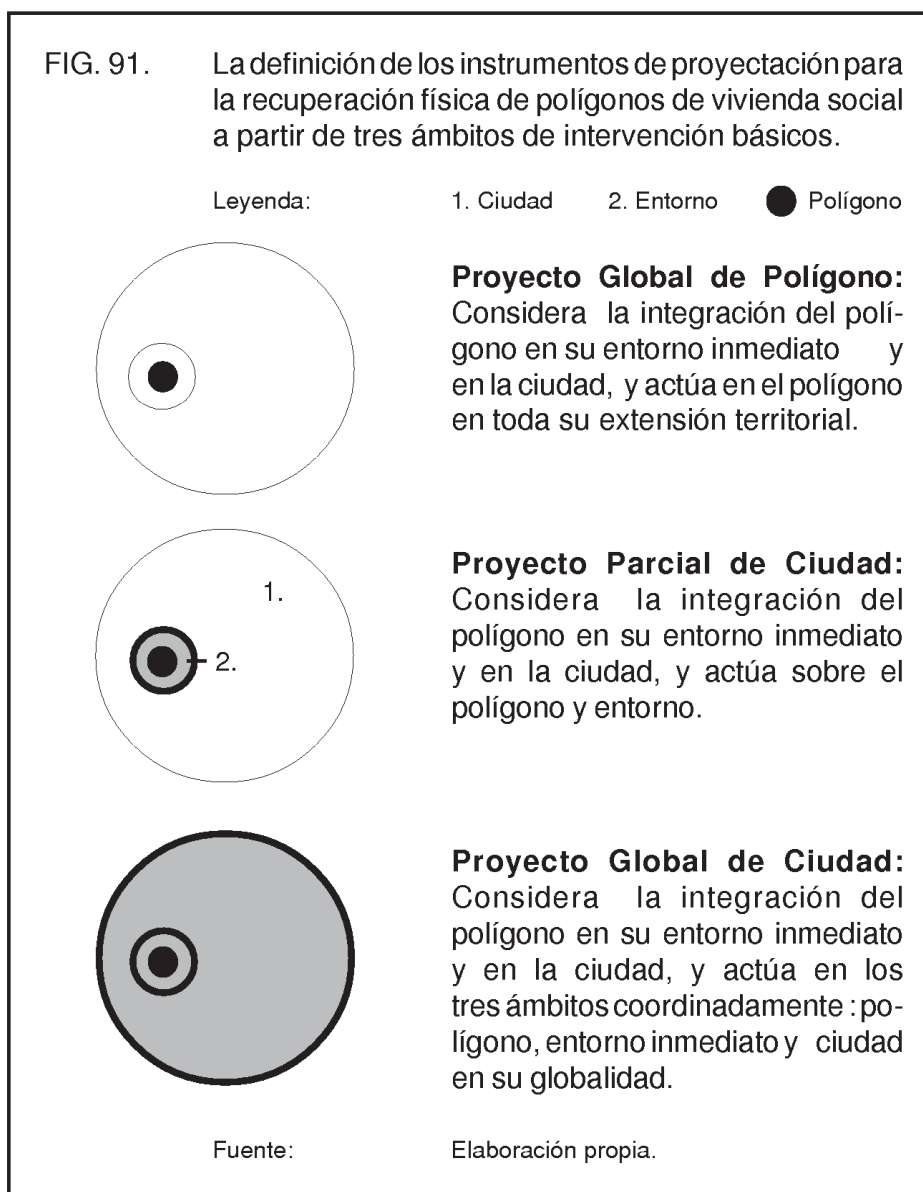 FIG. 91. La definición de los instrumentos de proyectación para
la recuperación física de polígonos de vivienda social
a partir de tres ámbitos de intervención básicos.
Leyenda: 1. Ciudad 2. Entorno Polígono
Proyecto Global de Polígono:
Considera la integración del polí-
gono en su entorno inmediato y
en la ciudad, y actúa en el polígono
en toda su extensión territorial.
1.
2.
Proyecto Parcial de Ciudad:
Considera la integración del
polígono en su entorno inmediato
y en la ciudad, y actúa sobre el
polígono y entorno.
Proyecto Global de Ciudad:
Considera la integración del
polígono en su entorno inmediato
y en la ciudad, y actúa en los
tres ámbitos coordinadamente : po-
lígono, entorno inmediato y ciudad
en su globalidad.
Fuente: Elaboración propia.